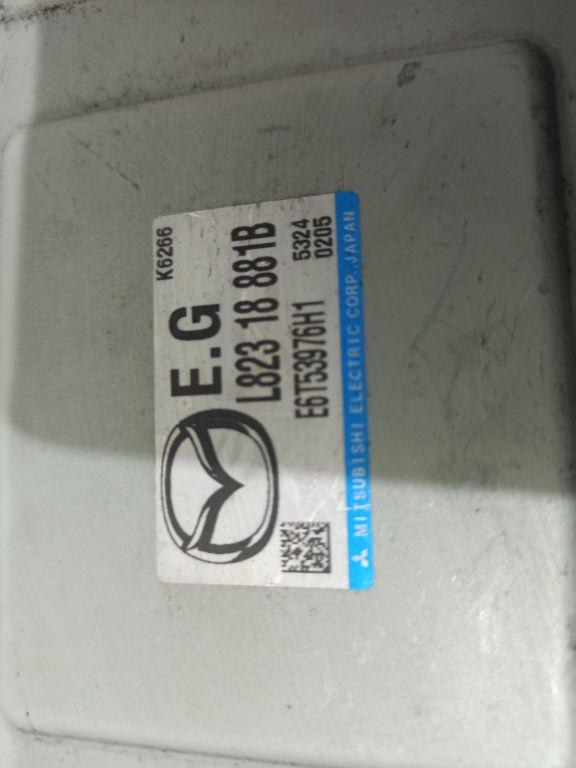 K6266
E.G
L823 18 881B
E6T53976H1
5324
0205
MITSUBISHI ELECTRIC CORP. JAPAN